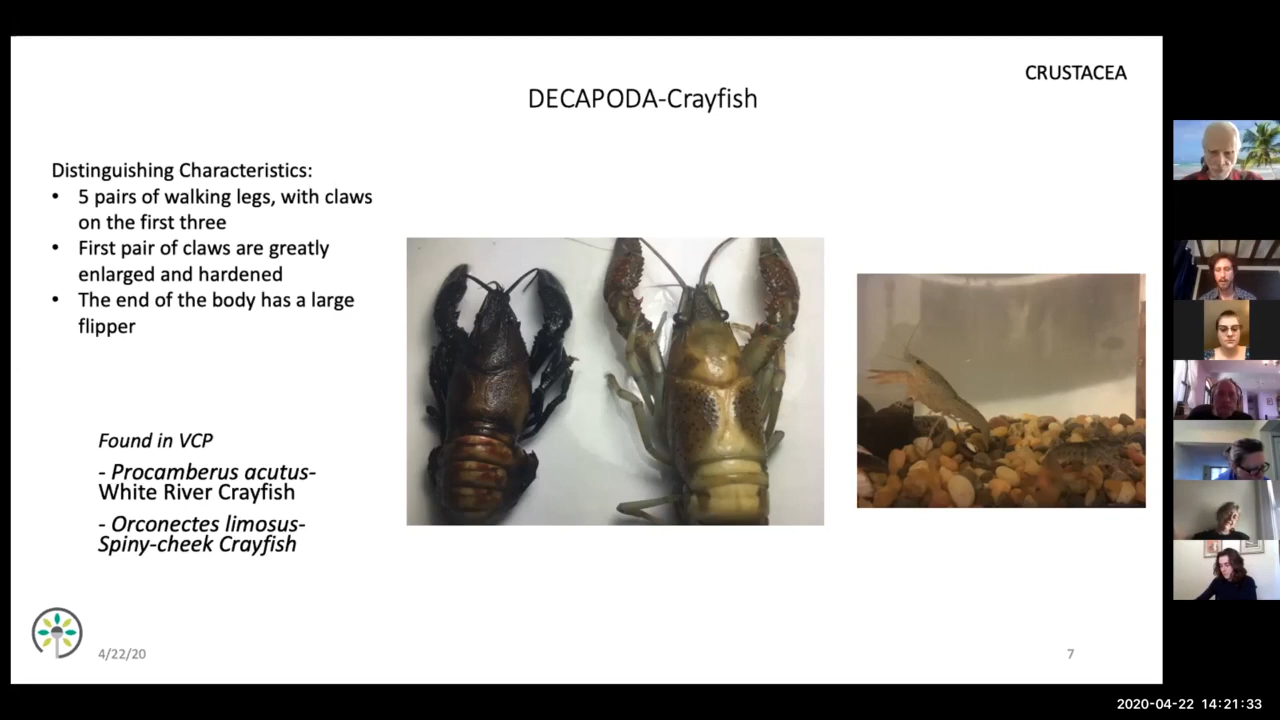 CRUSTACEA
DECAPODA-Crayfish
Distinguishing Characteristics:
• 5 pairs of walking legs, with claws
on the first three
• First pair of claws are greatly
enlarged and hardened
• The end of the body has a large
flipper
Found in VCP
- Procamberus acutus-
White River Crayfish
- Orconectes limosus-
Spiny-cheek Crayfish
4/22/20
7
2020-04-22 14:21:33